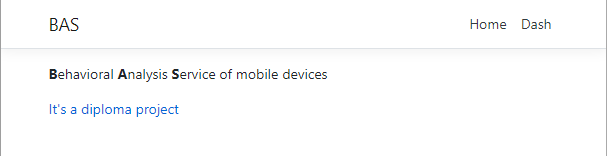 BAS Home Dash
Behavioral Analysis Service of mobile devices
It's a diploma project